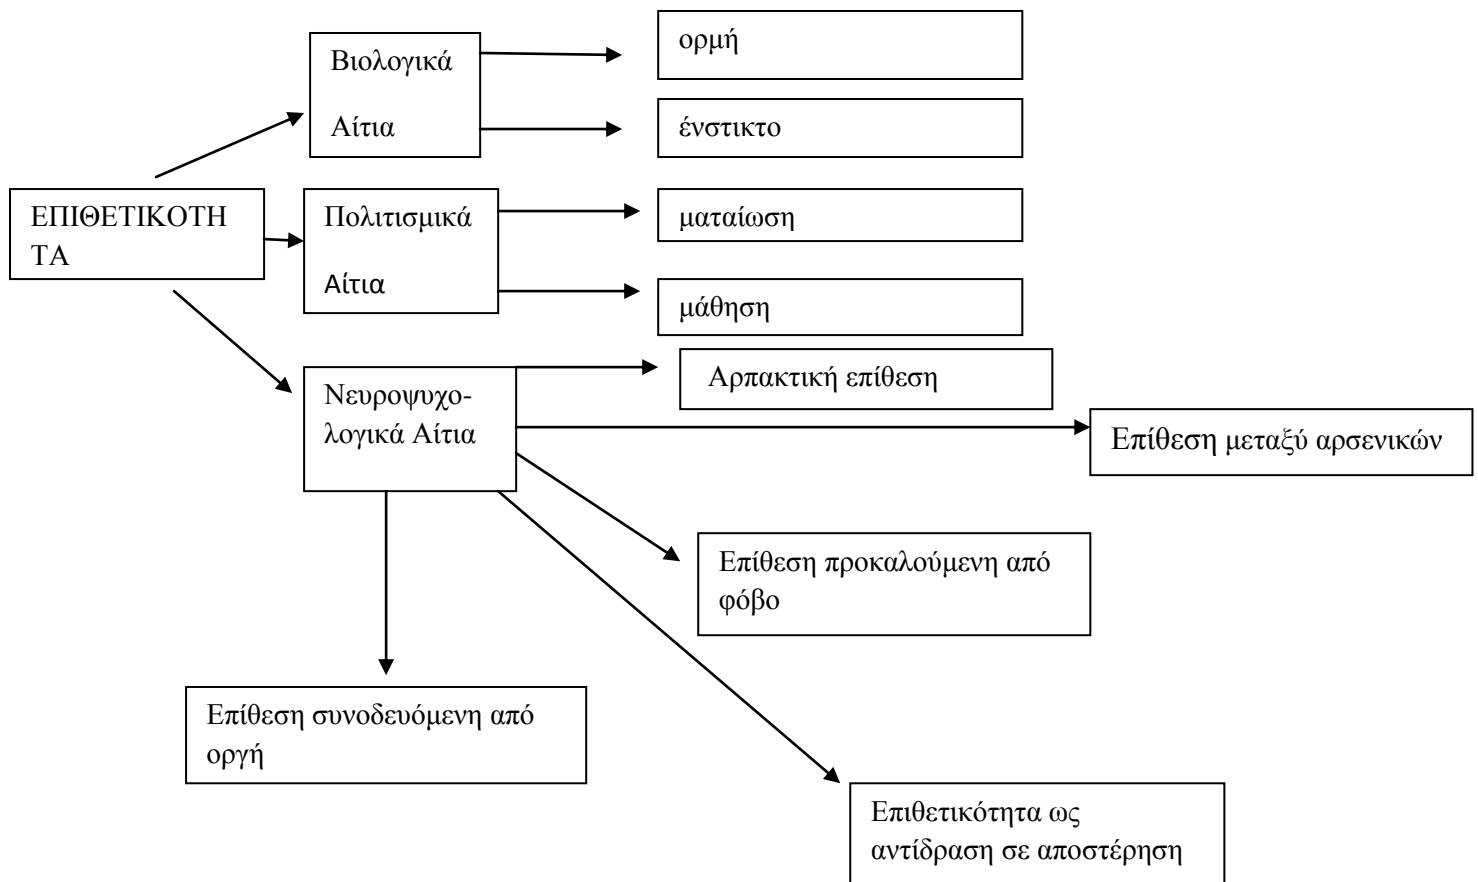 Βιολογικά
Αίτια
ορμή
ένστικτο
ΕΠΙΘΕΤΙΚΟΤΗ
ΤΑ
Πολιτισμικά
Αίτια
ματαίωση
μάθηση
Νευροψυχο-
λογικά Αίτια
Αρπακτική επίθεση
Επίθεση μεταξύ αρσενικών
Επίθεση προκαλούμενη από
φόβο
Επίθεση συνοδευόμενη από
οργή
Επιθετικότητα ως
αντίδραση σε αποστέρηση